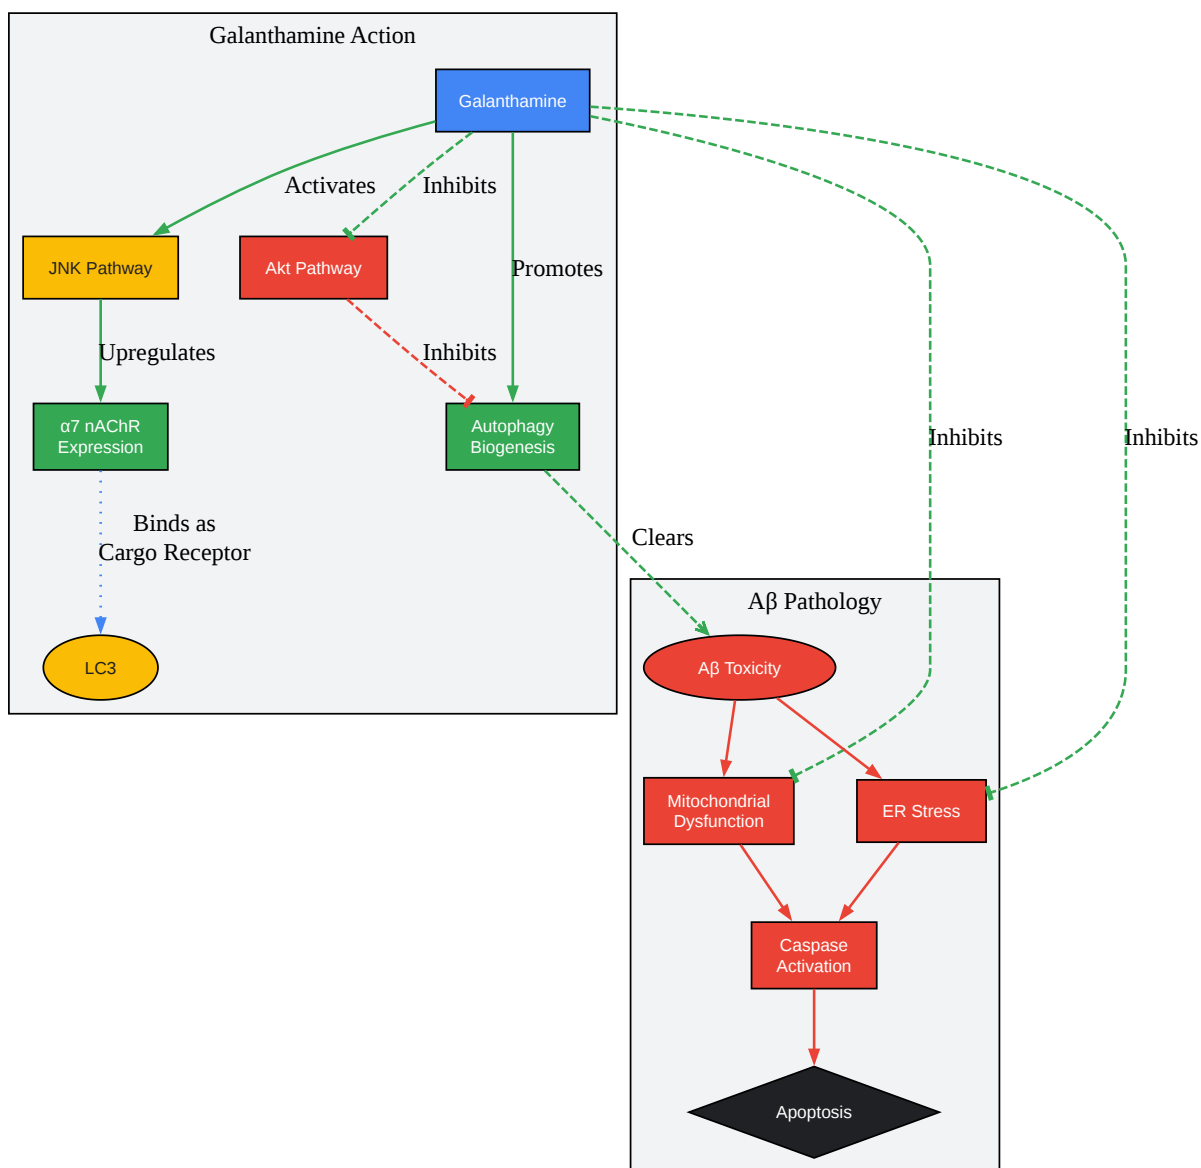 Galanthamine Action
Galanthamine
Activates
Inhibits
JNK Pathway
Akt Pathway
Promotes
Upregulates
Inhibits
α7 nAChR
Expression
Autophagy
Biogenesis
Inhibits
Inhibits
Binds as
Cargo Receptor
Clears
Aβ Pathology
LC3
Aβ Toxicity
Mitochondrial
Dysfunction
ER Stress
Caspase
Activation
Apoptosis